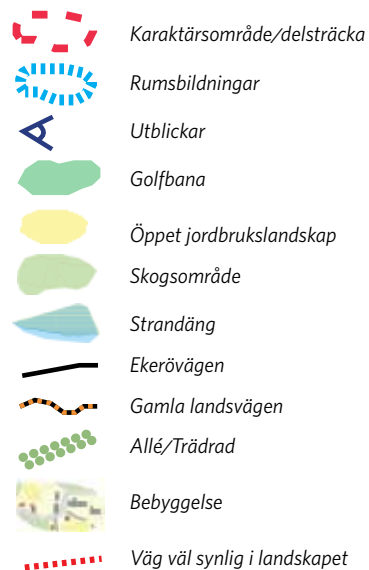 Karaktärsområde/delsträcka
Rumsbildningar
Utblickar
Golfbana
Öppet jordbrukslandskap
Skogsområde
Strandäng
Ekerövägen
Gamla landsvägen
Allé/Trädrad
Bebyggelse
Väg väl synlig i landskapet